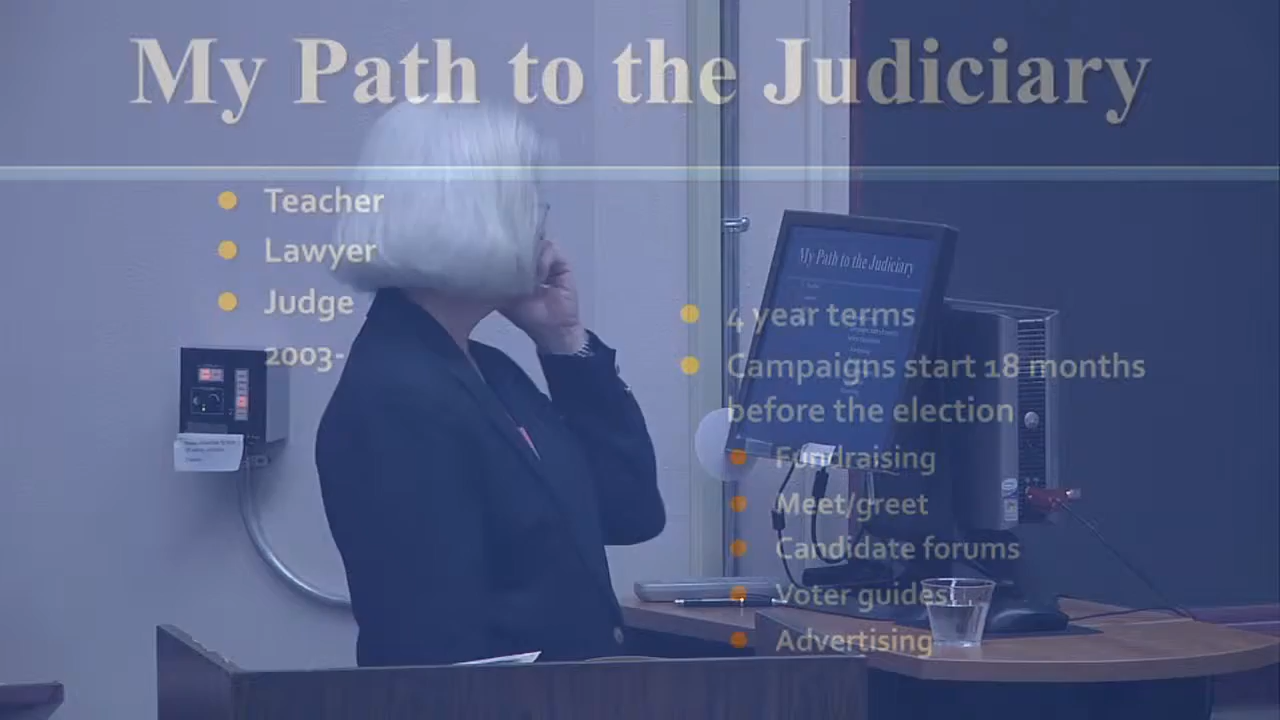 My Path to the Judiciary
Teacher
Lawyer
Judge
2003-
4 year terms
Campaigns start 18 months
before the election
Fundraising
Meet/greet
Candidate forums
Voter guides
Advertising
My Path to the Judiciary